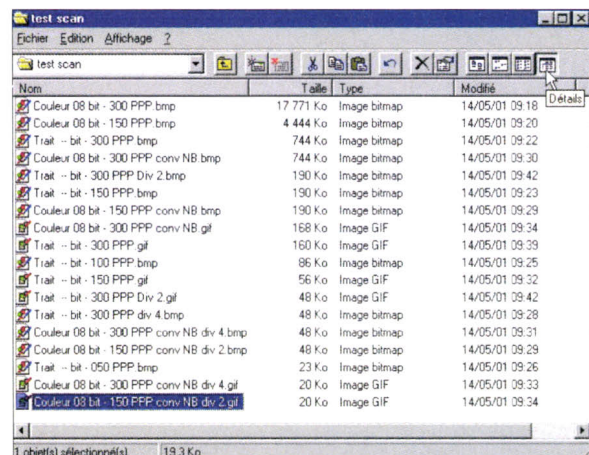 test scan
Fichier Edition Affichage ?
test scan
Nom Taille Type Modifié
Détails
Couleur 08 bit - 300 PPP.bmp 17 771 Ko Image bitmap 14/05/01 09:18
Couleur 08 bit - 150 PPP.bmp 4 444 Ko Image bitmap 14/05/01 09:20
Trait -- bit - 300 PPP.bmp 744 Ko Image bitmap 14/05/01 09:22
Couleur 08 bit - 300 PPP conv NB.bmp 744 Ko Image bitmap 14/05/01 09:30
Trait -- bit - 300 PPP Div 2.bmp 190 Ko Image bitmap 14/05/01 09:42
Trait -- bit - 150 PPP.bmp 190 Ko Image bitmap 14/05/01 09:23
Couleur 08 bit - 150 PPP conv NB.bmp 190 Ko Image bitmap 14/05/01 09:29
Couleur 08 bit - 300 PPP conv NB.gif 168 Ko Image GIF 14/05/01 09:34
Trait -- bit - 300 PPP.gif 160 Ko Image GIF 14/05/01 09:39
Trait -- bit - 100 PPP.bmp 86 Ko Image bitmap 14/05/01 09:25
Trait -- bit - 150 PPP.gif 56 Ko Image GIF 14/05/01 09:32
Trait -- bit - 300 PPP Div 2.gif 48 Ko Image GIF 14/05/01 09:42
Trait -- bit - 300 PPP div 4.bmp 48 Ko Image bitmap 14/05/01 09:28
Couleur 08 bit - 300 PPP conv NB div 4.bmp 48 Ko Image bitmap 14/05/01 09:31
Couleur 08 bit - 150 PPP conv NB div 2.bmp 48 Ko Image bitmap 14/05/01 09:29
Trait -- bit - 050 PPP.bmp 23 Ko Image bitmap 14/05/01 09:26
Couleur 08 bit - 300 PPP conv NB div 4.gif 20 Ko Image GIF 14/05/01 09:33
Couleur 08 bit - 150 PPP conv NB div 2.gif 20 Ko Image GIF 14/05/01 09:34
1 objet(s) sélectionné(s) 19,3 Ko